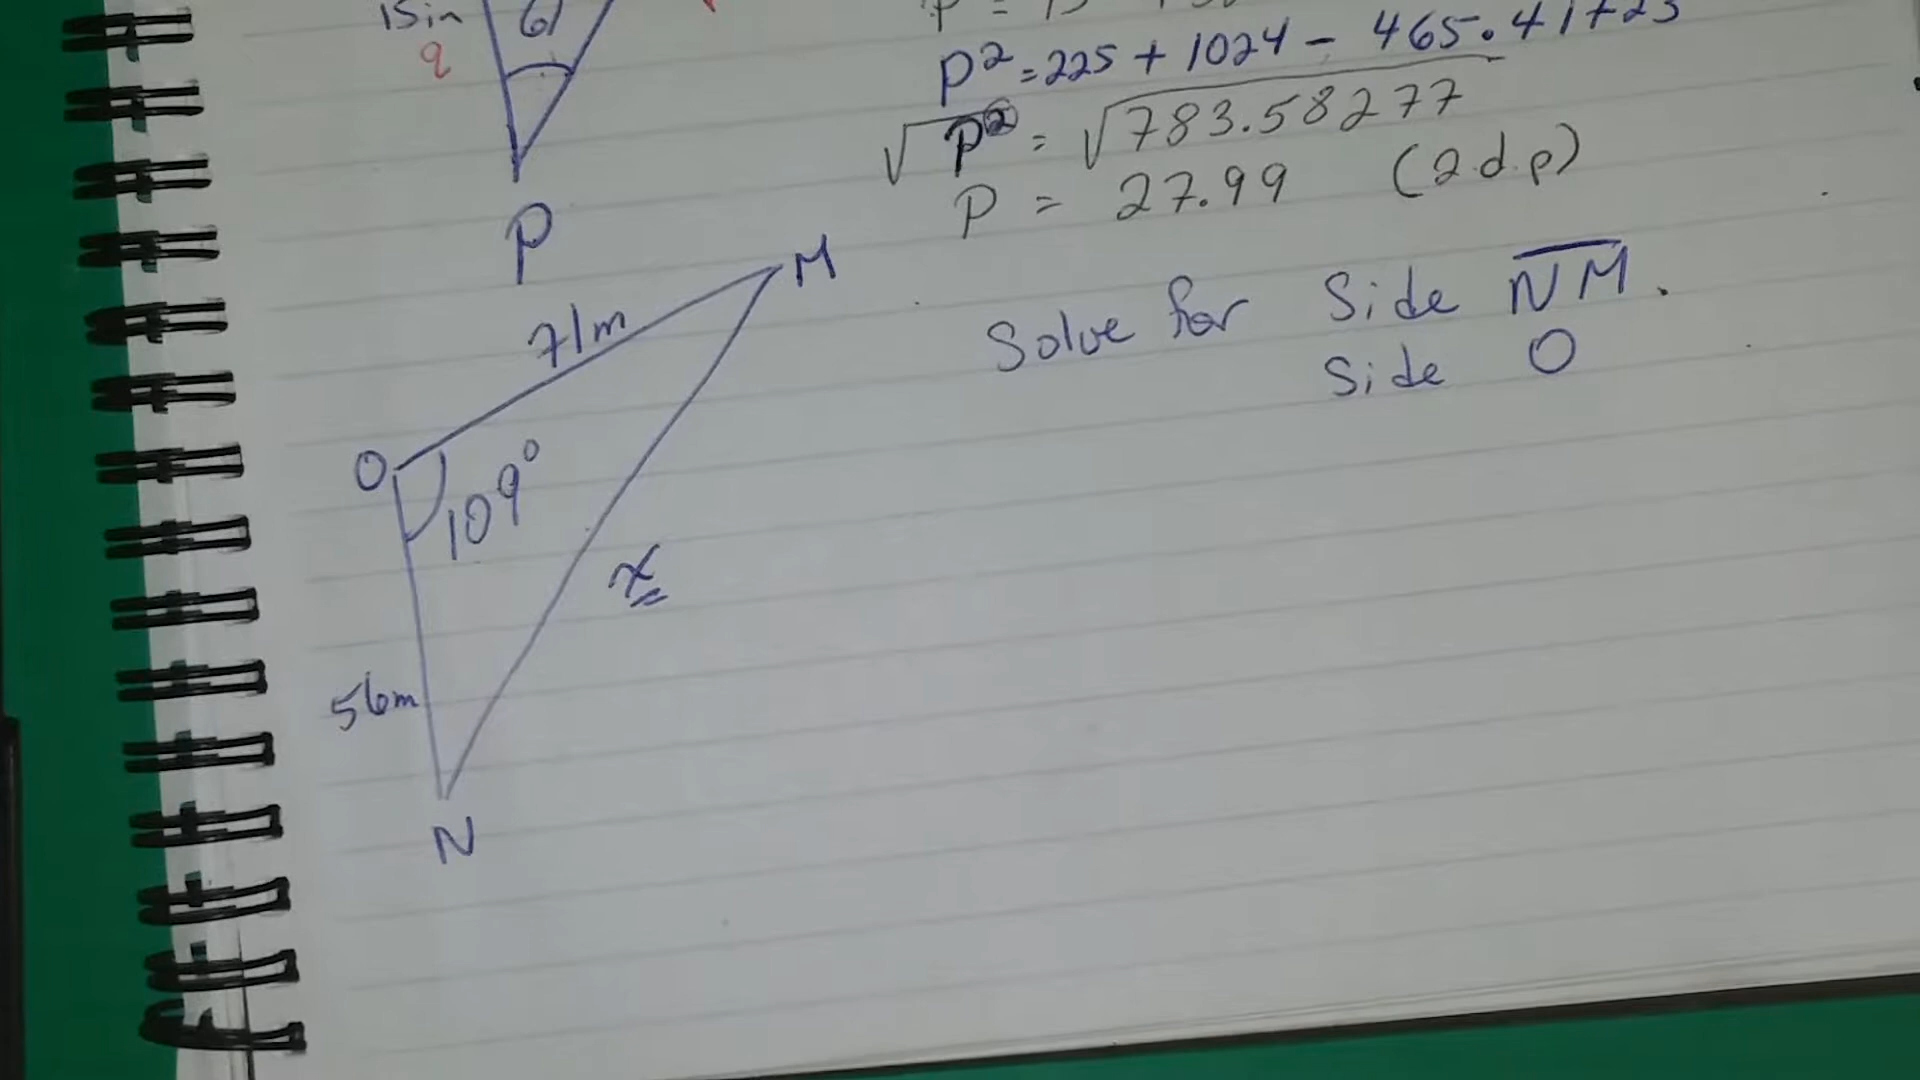 15in 61
q
P² = 225 + 1024 - 465.41723
√P² = √783.58277
P = 27.99 (2.d.p)
P
M
71m
Solve for Side NM.
Side O
O
109°
x
56m
N